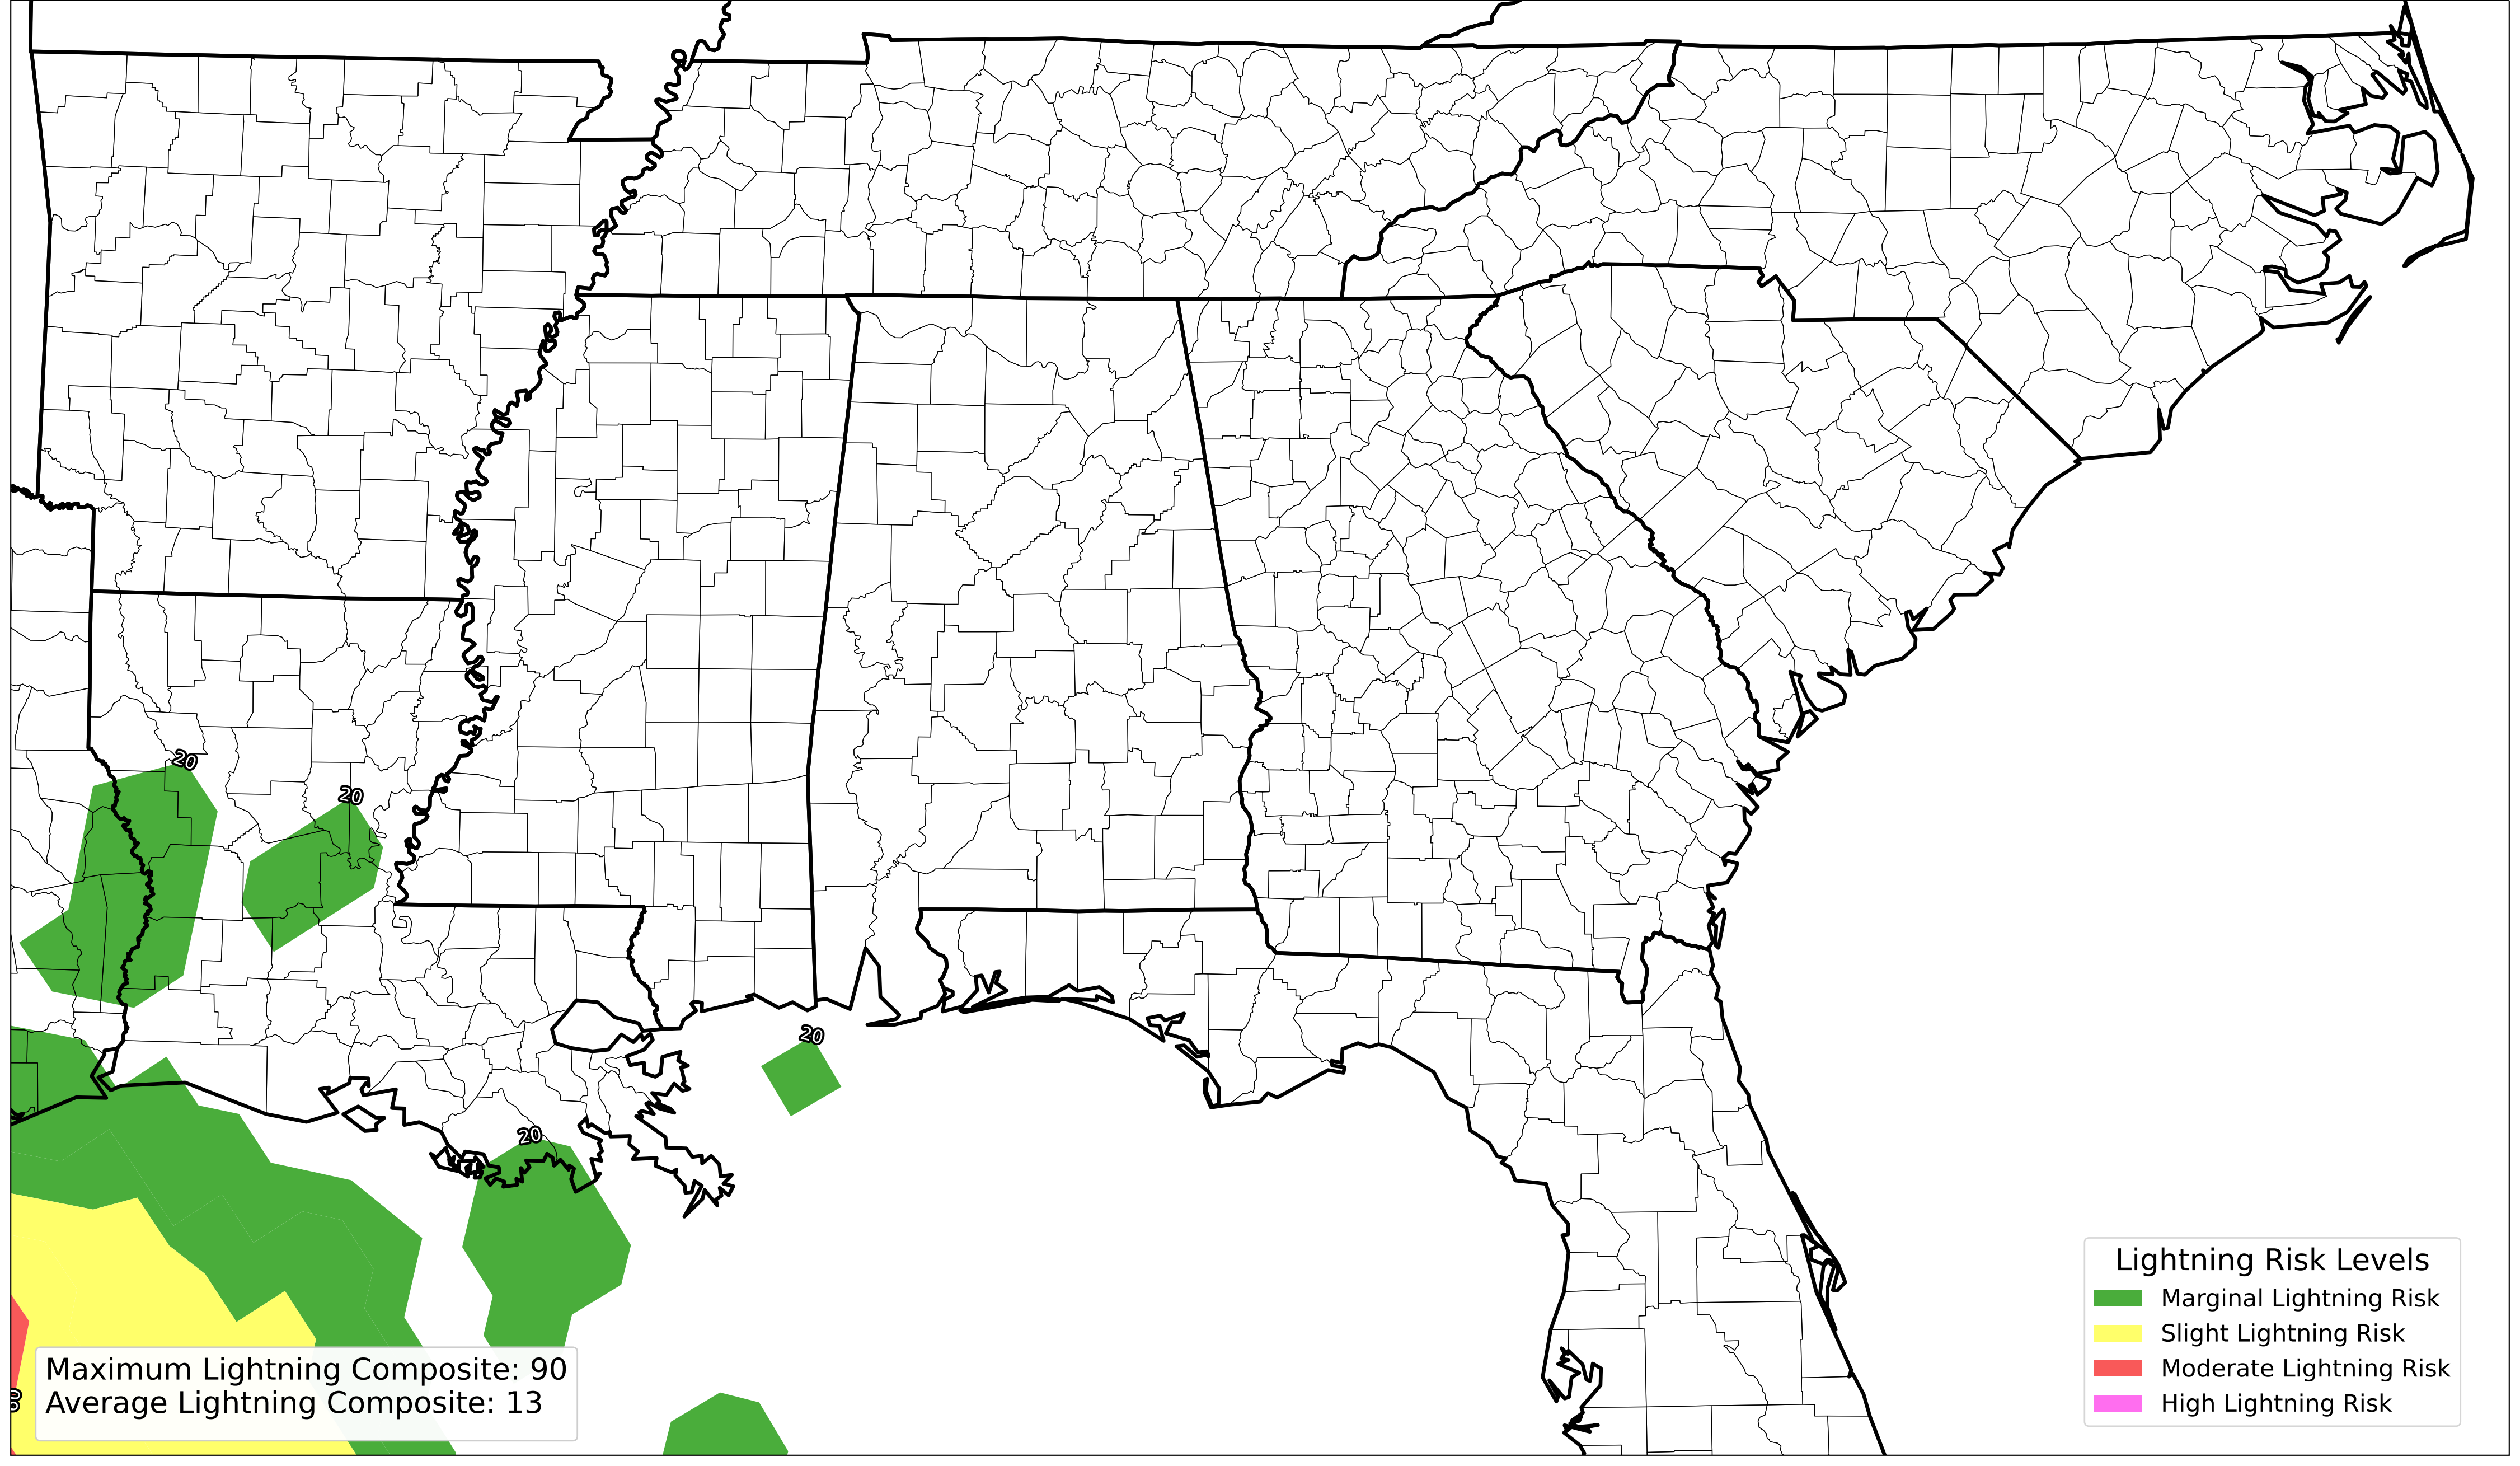 20
20
20
20
Lightning Risk Levels
Marginal Lightning Risk
Slight Lightning Risk
Moderate Lightning Risk
High Lightning Risk
Maximum Lightning Composite: 90
Average Lightning Composite: 13